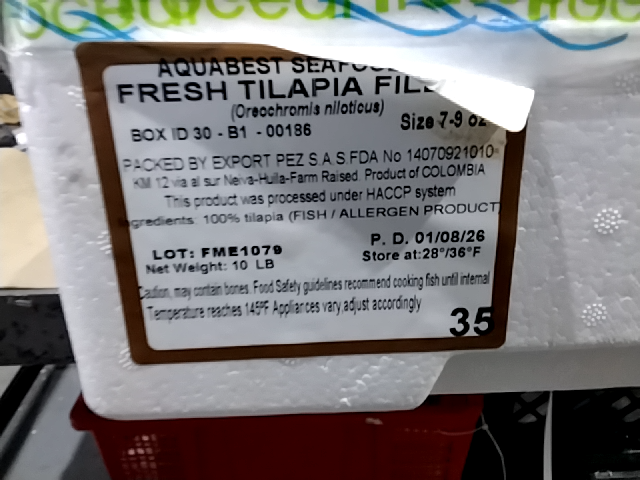 AQUABEST
FRESH TILAPIA
(Oreochromis niloticus)
BOX ID 30 - B1 - 00186
Size 7-9 oz
PACKED BY EXPORT PEZ S.A.S.FDA No 14070921010
KM 12 via al sur Neiva-Huila-Farm Raised. Product of COLOMBIA
This product was processed under HACCP system
Ingredients: 100% tilapia (FISH / ALLERGEN PRODUCT)
LOT: FME1079
P. D. 01/08/26
Net Weight: 10 LB
Store at:28°/36°F
Caution, may contain bones. Food Safety guidelines recommend cooking fish until internal
Temperature reaches 145ºF Appliances vary,adjust accordingly
35